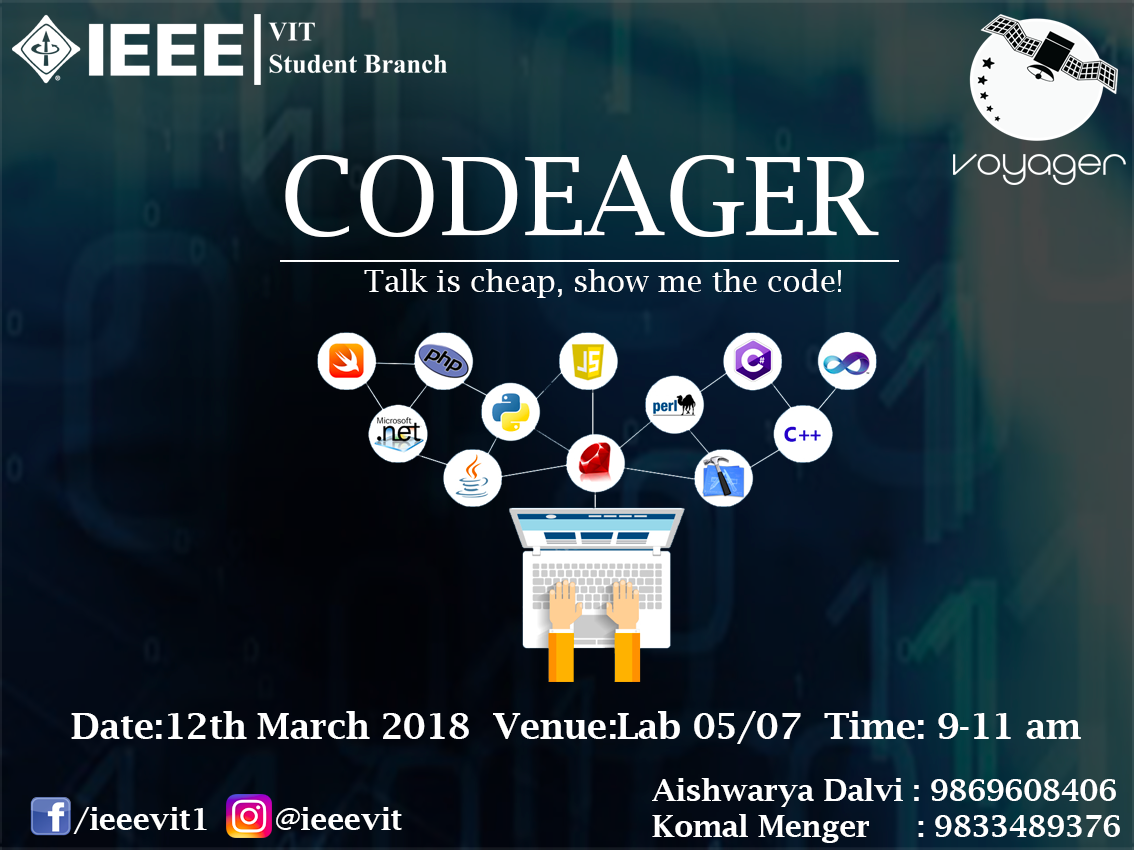 IEEE
VIT
Student Branch
voyager
CODEAGER
Talk is cheap, show me the code!
php
JS
C#
Microsoft
.net
perl
C++
Date:12th March 2018 Venue:Lab 05/07 Time: 9-11 am
Aishwarya Dalvi : 9869608406
Komal Menger : 9833489376
f/ieeevit1 @ieeevit